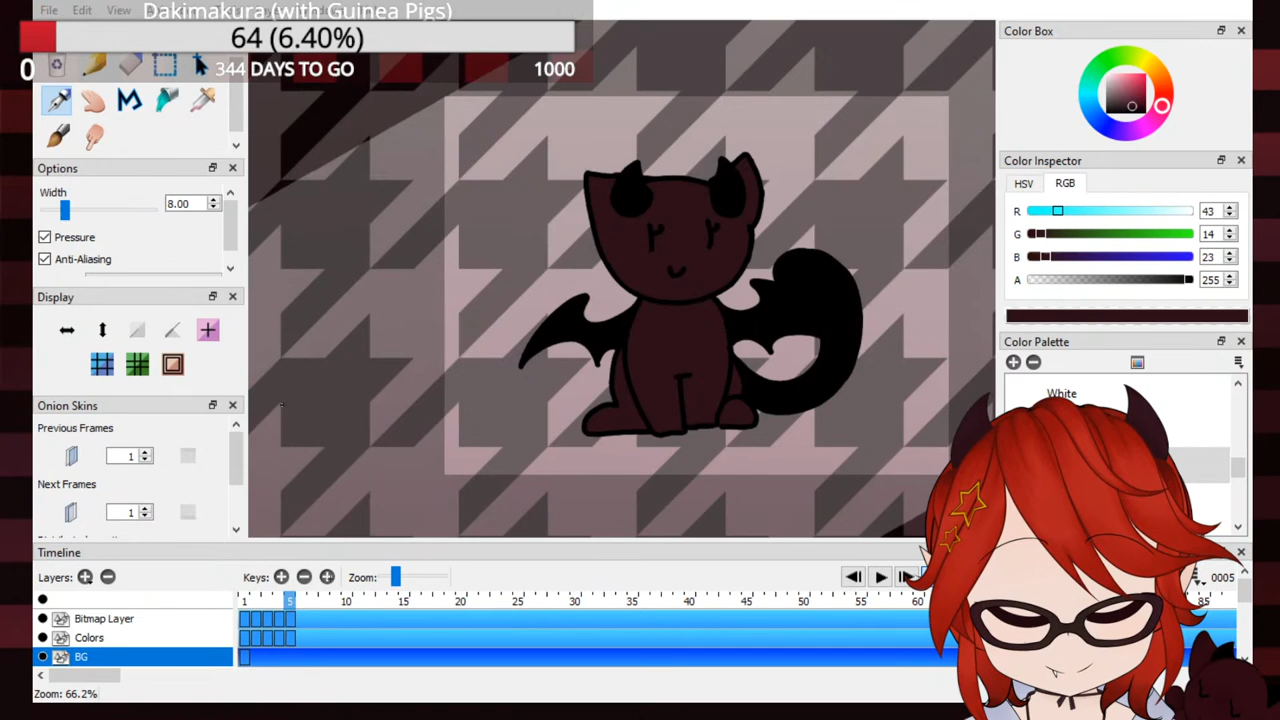 Dakimakura (with Guinea Pigs)
File Edit View
64 (6.40%)
0 344 DAYS TO GO 1000
Options
Width
8.00
Pressure
Anti-Aliasing
Display
Onion Skins
Previous Frames
1
Next Frames
1
Color Box
Color Inspector
HSV RGB
R 43
G 14
B 23
A 255
Color Palette
White
Timeline
Layers: Keys: Zoom: 0005
1 5 10 15 20 25 30 35 40 45 50 55 60 85
Bitmap Layer
Colors
BG
Zoom: 66.2%